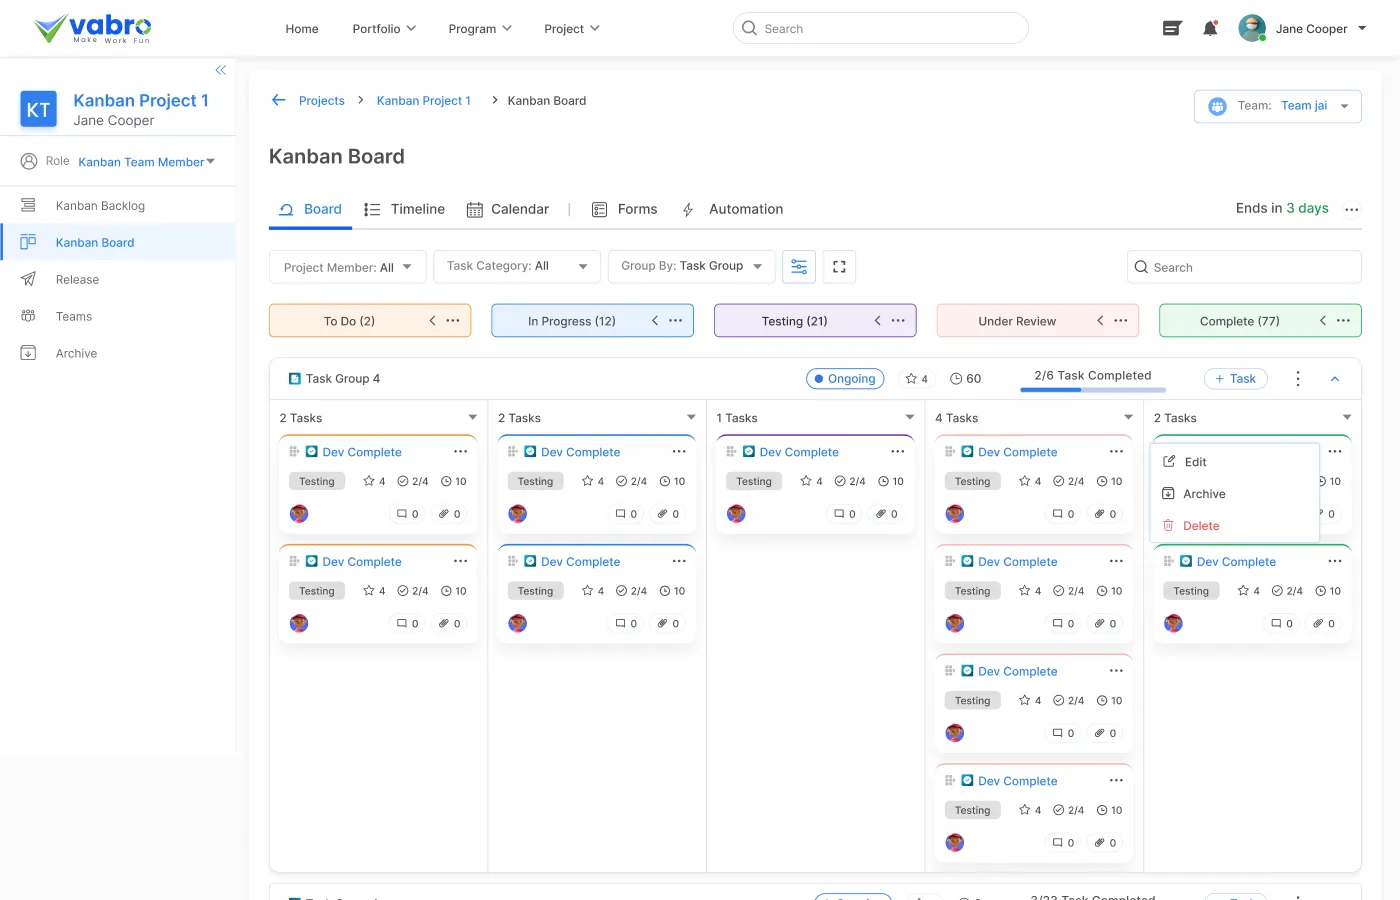 vabro
Make Work Fun
Home
Portfolio
Program
Project
Search
Jane Cooper
KT
Kanban Project 1
Jane Cooper
Role
Kanban Team Member
Kanban Backlog
Kanban Board
Release
Teams
Archive
Projects
Kanban Project 1
Kanban Board
Team: Team jai
Kanban Board
Board
Timeline
Calendar
Forms
Automation
Ends in 3 days
Project Member: All
Task Category: All
Group By: Task Group
Search
To Do (2)
In Progress (12)
Testing (21)
Under Review
Complete (77)
Task Group 4
Ongoing
4
60
2/6 Task Completed
+ Task
2 Tasks
2 Tasks
1 Tasks
4 Tasks
2 Tasks
Dev Complete
Testing 4 2/4 10
0 0
Dev Complete
Testing 4 2/4 10
0 0
Dev Complete
Testing 4 2/4 10
0 0
Dev Complete
Testing 4 2/4 10
0 0
10
0
Edit
Archive
Delete
Dev Complete
Testing 4 2/4 10
0 0
Dev Complete
Testing 4 2/4 10
0 0
Dev Complete
Testing 4 2/4 10
0 0
Dev Complete
Testing 4 2/4 10
0 0
Dev Complete
Testing 4 2/4 10
0 0
Dev Complete
Testing 4 2/4 10
0 0
3/23 Task Completed